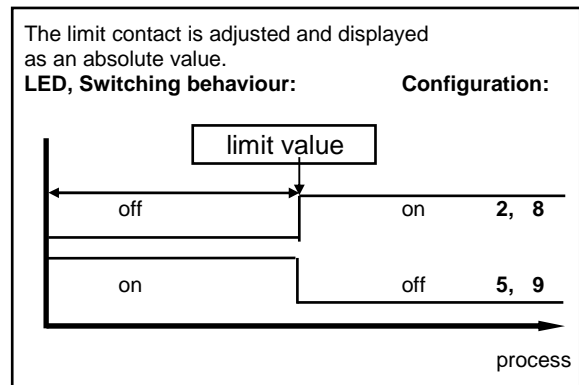 The limit contact is adjusted and displayed
as an absolute value.
LED, Switching behaviour: Configuration:
limit value
off on 2, 8
on off 5, 9
process